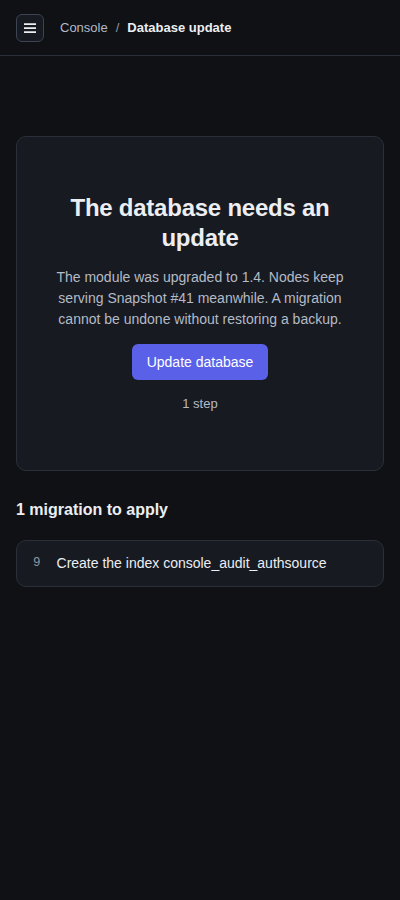 Console / Database update
The database needs an
update
The module was upgraded to 1.4. Nodes keep
serving Snapshot #41 meanwhile. A migration
cannot be undone without restoring a backup.
Update database
1 step
1 migration to apply
9 Create the index console_audit_authsource